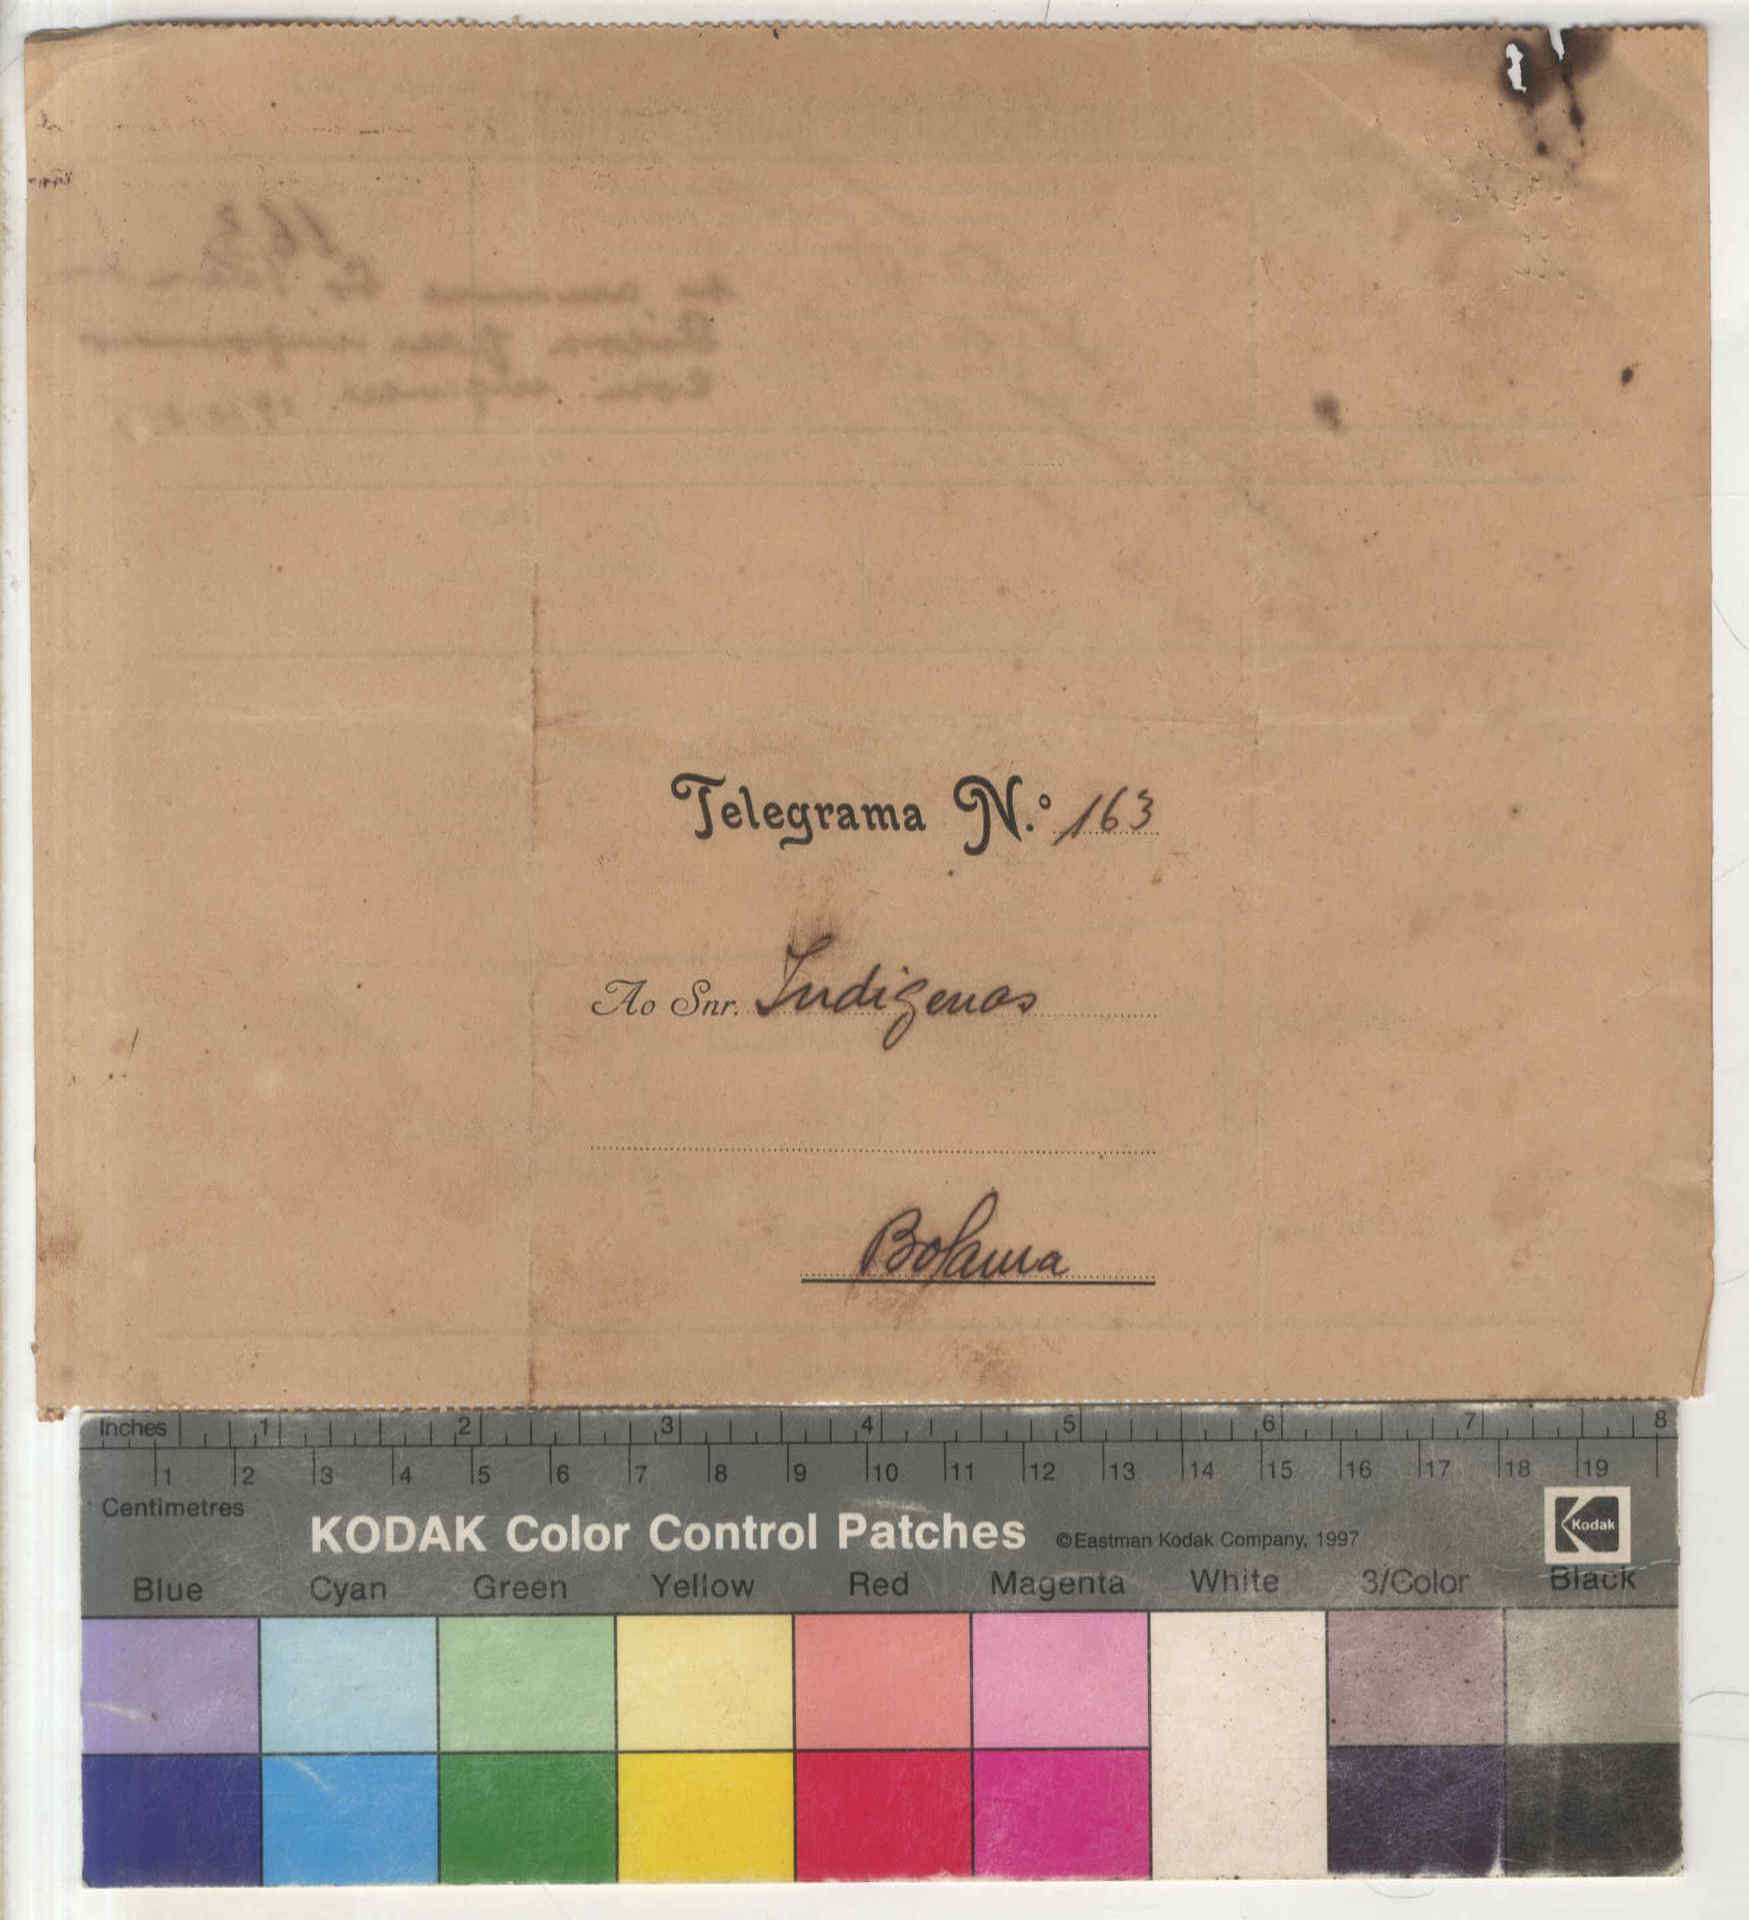 Telegrama N.º 163
Ao Snr. Indigenas
Bolama
Inches 1 2 3 4 5 6 7 8
1 2 3 4 5 6 7 8 9 10 11 12 13 14 15 16 17 18 19
Centimetres
KODAK Color Control Patches ©Eastman Kodak Company, 1997 Kodak
Blue Cyan Green Yellow Red Magenta White 3/Color Black